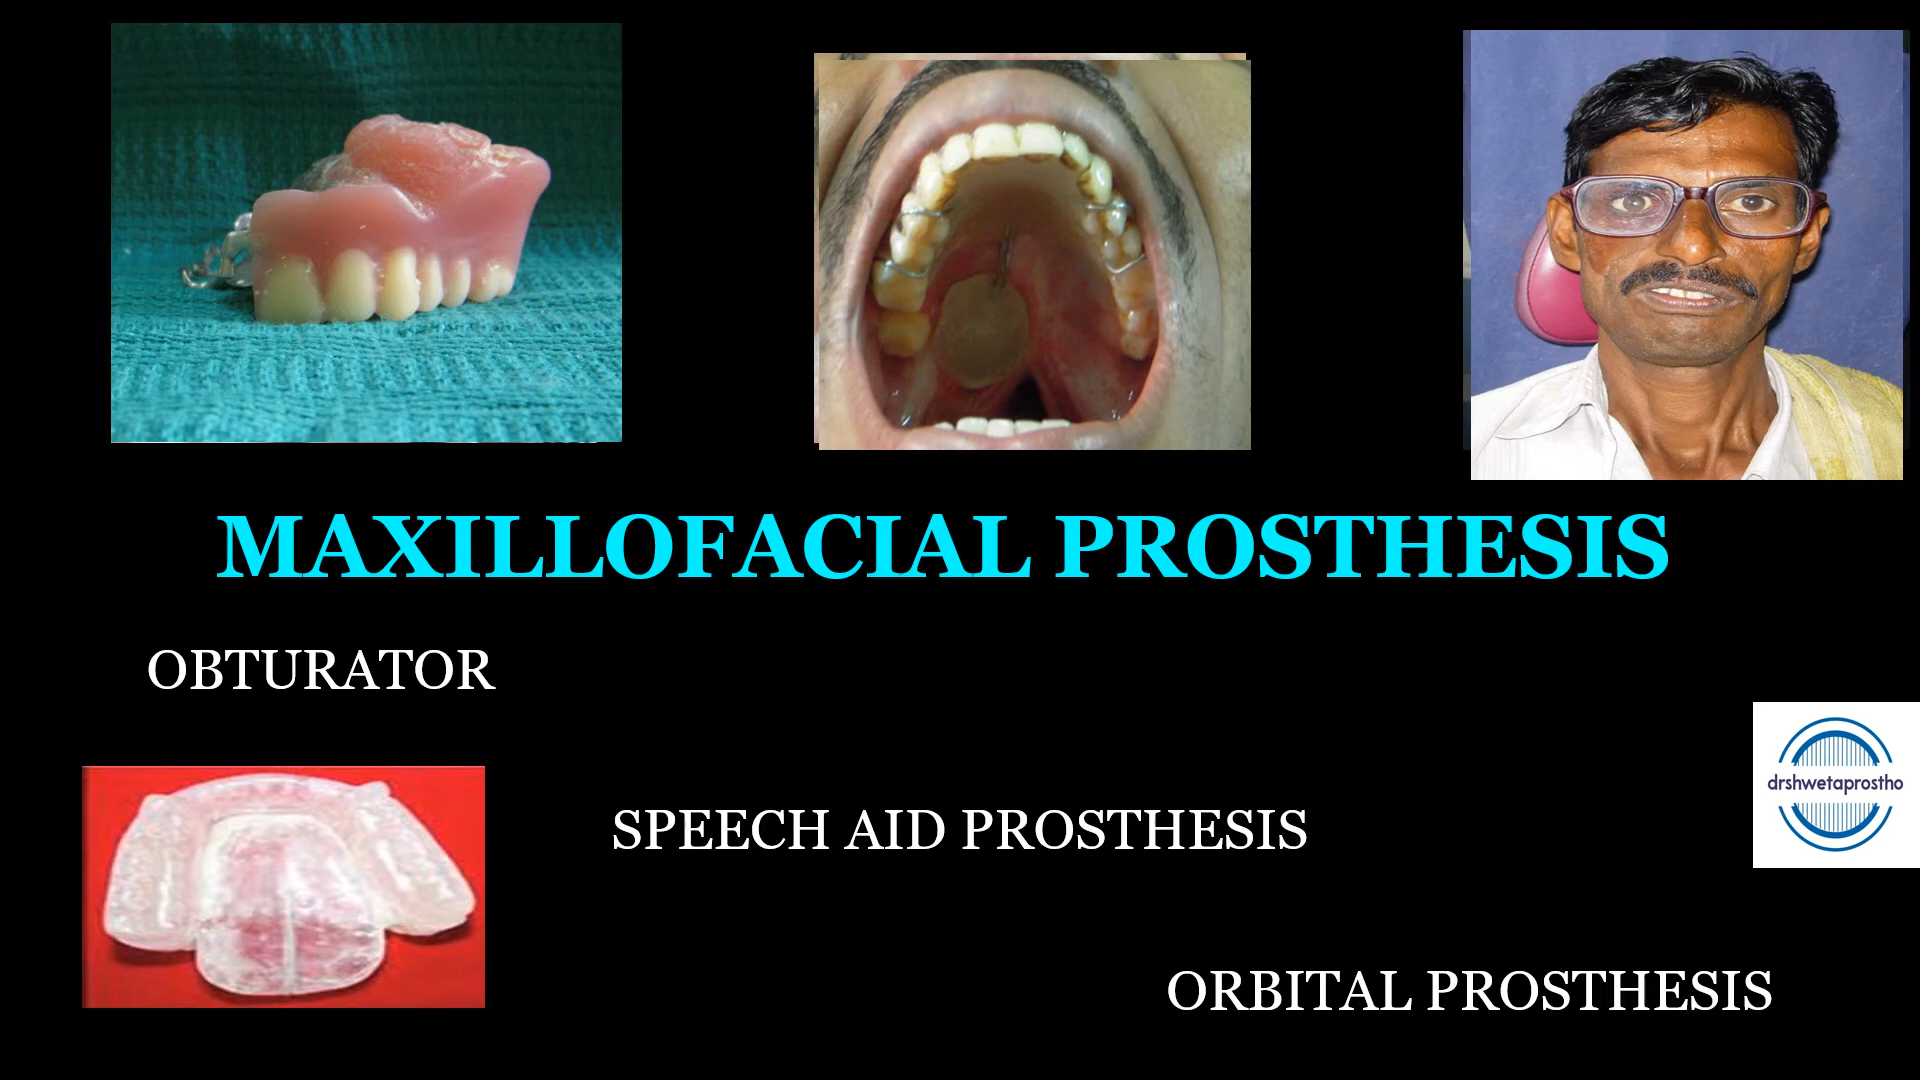 MAXILLOFACIAL PROSTHESIS
OBTURATOR
drshwetaprostho
SPEECH AID PROSTHESIS
ORBITAL PROSTHESIS